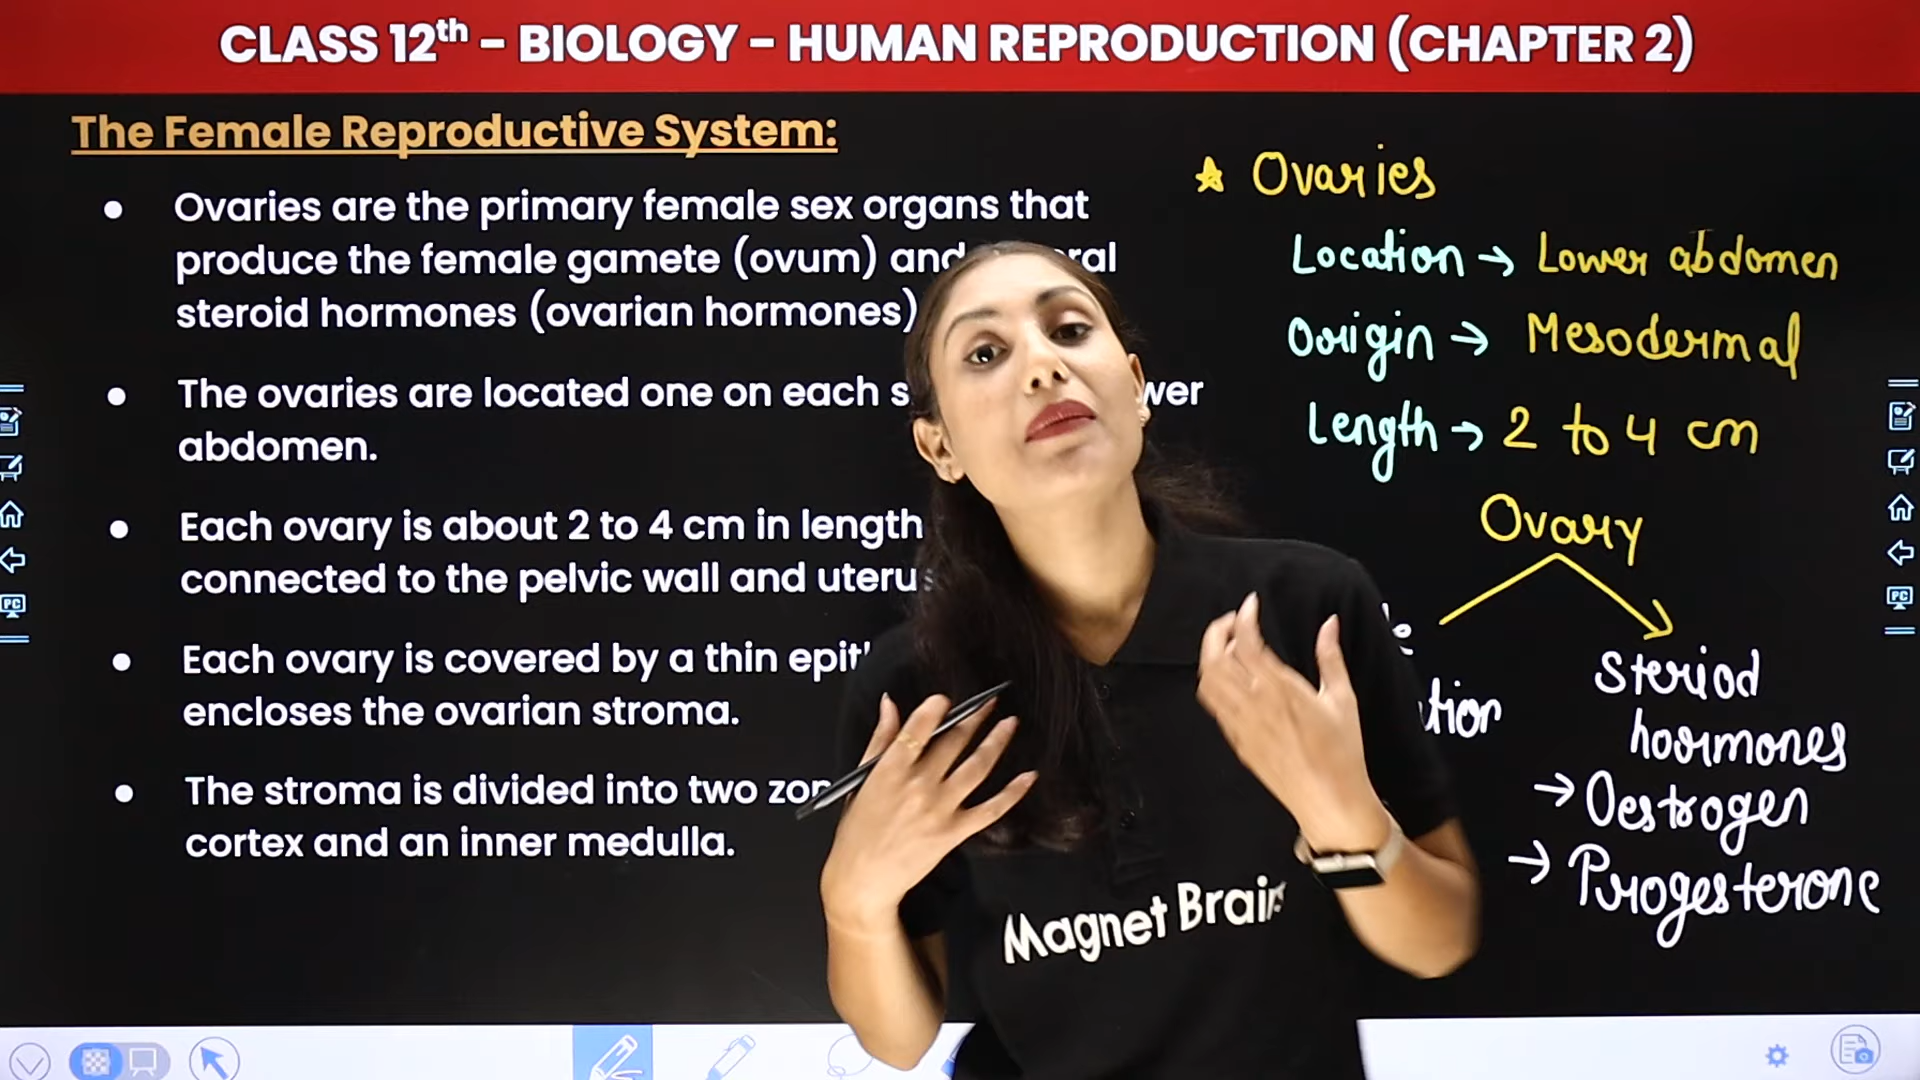 CLASS 12th - BIOLOGY - HUMAN REPRODUCTION (CHAPTER 2)
The Female Reproductive System:
• Ovaries are the primary female sex organs that
produce the female gamete (ovum) and
steroid hormones (ovarian hormones)
• The ovaries are located one on each
abdomen.
• Each ovary is about 2 to 4 cm in length
connected to the pelvic wall and uterus
• Each ovary is covered by a thin
encloses the ovarian stroma.
• The stroma is divided into two
cortex and an inner medulla.
★ Ovaries
Location → Lower abdomen
Origin → Mesodermal
Length → 2 to 4 cm
Ovary
Steriod
hormones
→ Oestrogen
→ Progesterone
Magnet Brains
PC
PC